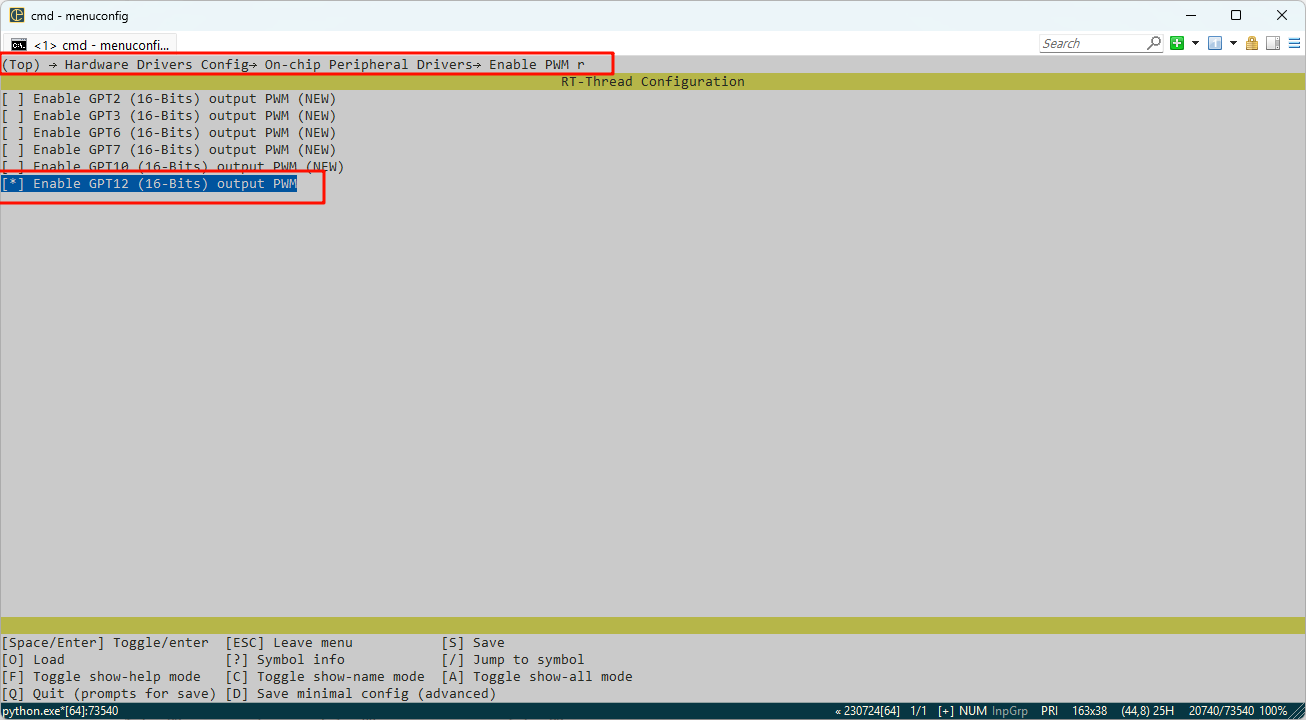 cmd - menuconfig
<1> cmd - menuconfi...
Search
(Top) → Hardware Drivers Config→ On-chip Peripheral Drivers→ Enable PWM r
RT-Thread Configuration
[ ] Enable GPT2 (16-Bits) output PWM (NEW)
[ ] Enable GPT3 (16-Bits) output PWM (NEW)
[ ] Enable GPT6 (16-Bits) output PWM (NEW)
[ ] Enable GPT7 (16-Bits) output PWM (NEW)
[ ] Enable GPT10 (16-Bits) output PWM (NEW)
[*] Enable GPT12 (16-Bits) output PWM
[Space/Enter] Toggle/enter [ESC] Leave menu [S] Save
[O] Load [?] Symbol info [/] Jump to symbol
[F] Toggle show-help mode [C] Toggle show-name mode [A] Toggle show-all mode
[Q] Quit (prompts for save) [D] Save minimal config (advanced)
python.exe*[64]:73540 « 230724[64] 1/1 [+] NUM InpGrp PRI 163x38 (44,8) 25H 20740/73540 100%